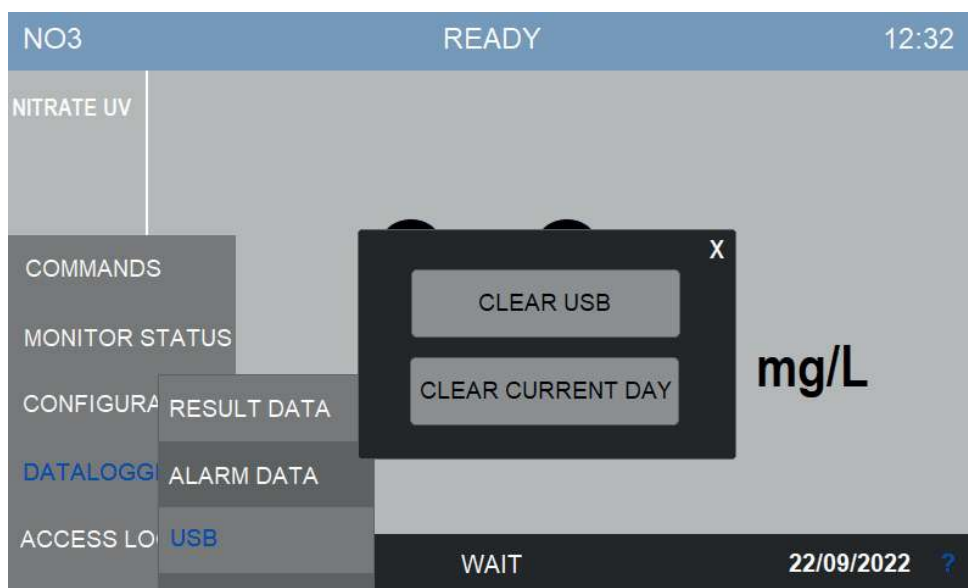 NO3 READY 12:32
NITRATE UV
X
COMMANDS
CLEAR USB
MONITOR STATUS
mg/L
CONFIGURA
RESULT DATA
CLEAR CURRENT DAY
DATALOGG
ALARM DATA
ACCESS LO
USB
WAIT 22/09/2022 ?